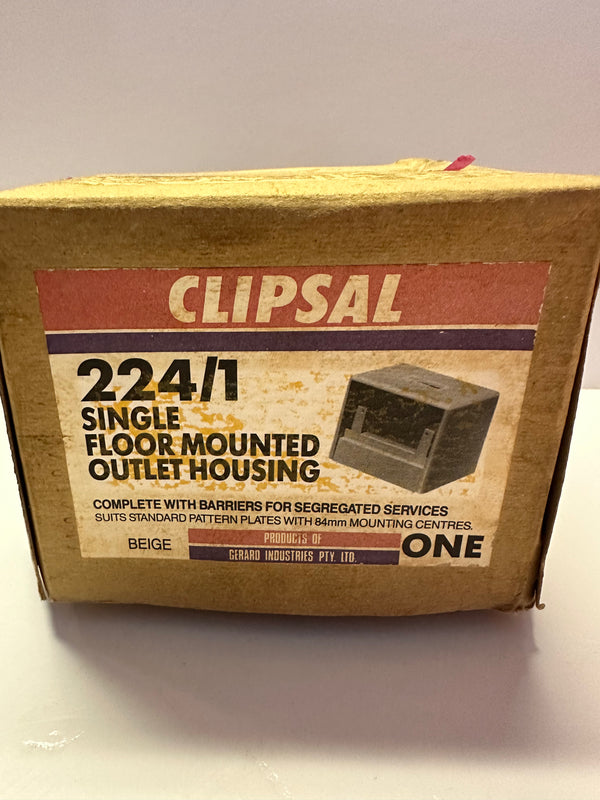 CLIPSAL
224/1
SINGLE
FLOOR MOUNTED
OUTLET HOUSING
COMPLETE WITH BARRIERS FOR SEGREGATED SERVICES
SUITS STANDARD PATTERN PLATES WITH 84mm MOUNTING CENTRES.
BEIGE
PRODUCTS OF
GERARD INDUSTRIES PTY. LTD.
ONE